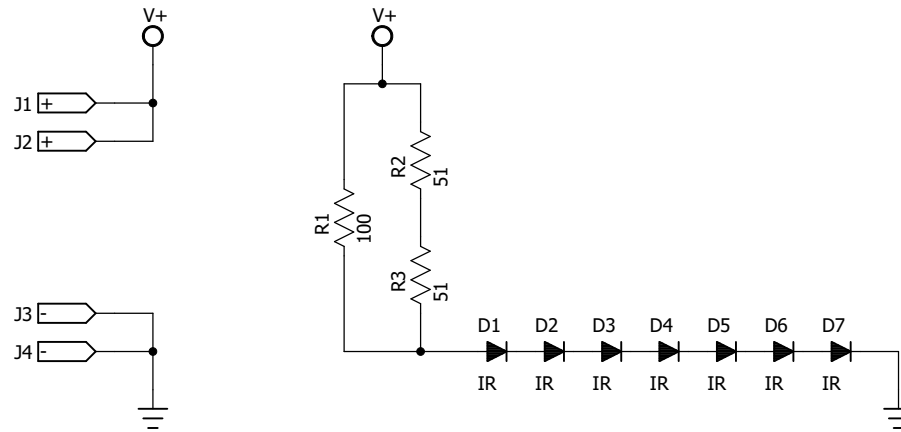 V+
V+
J1 +
J2 +
R2
51
R1
100
R3
51
J3 -
J4 -
D1 D2 D3 D4 D5 D6 D7
IR IR IR IR IR IR IR